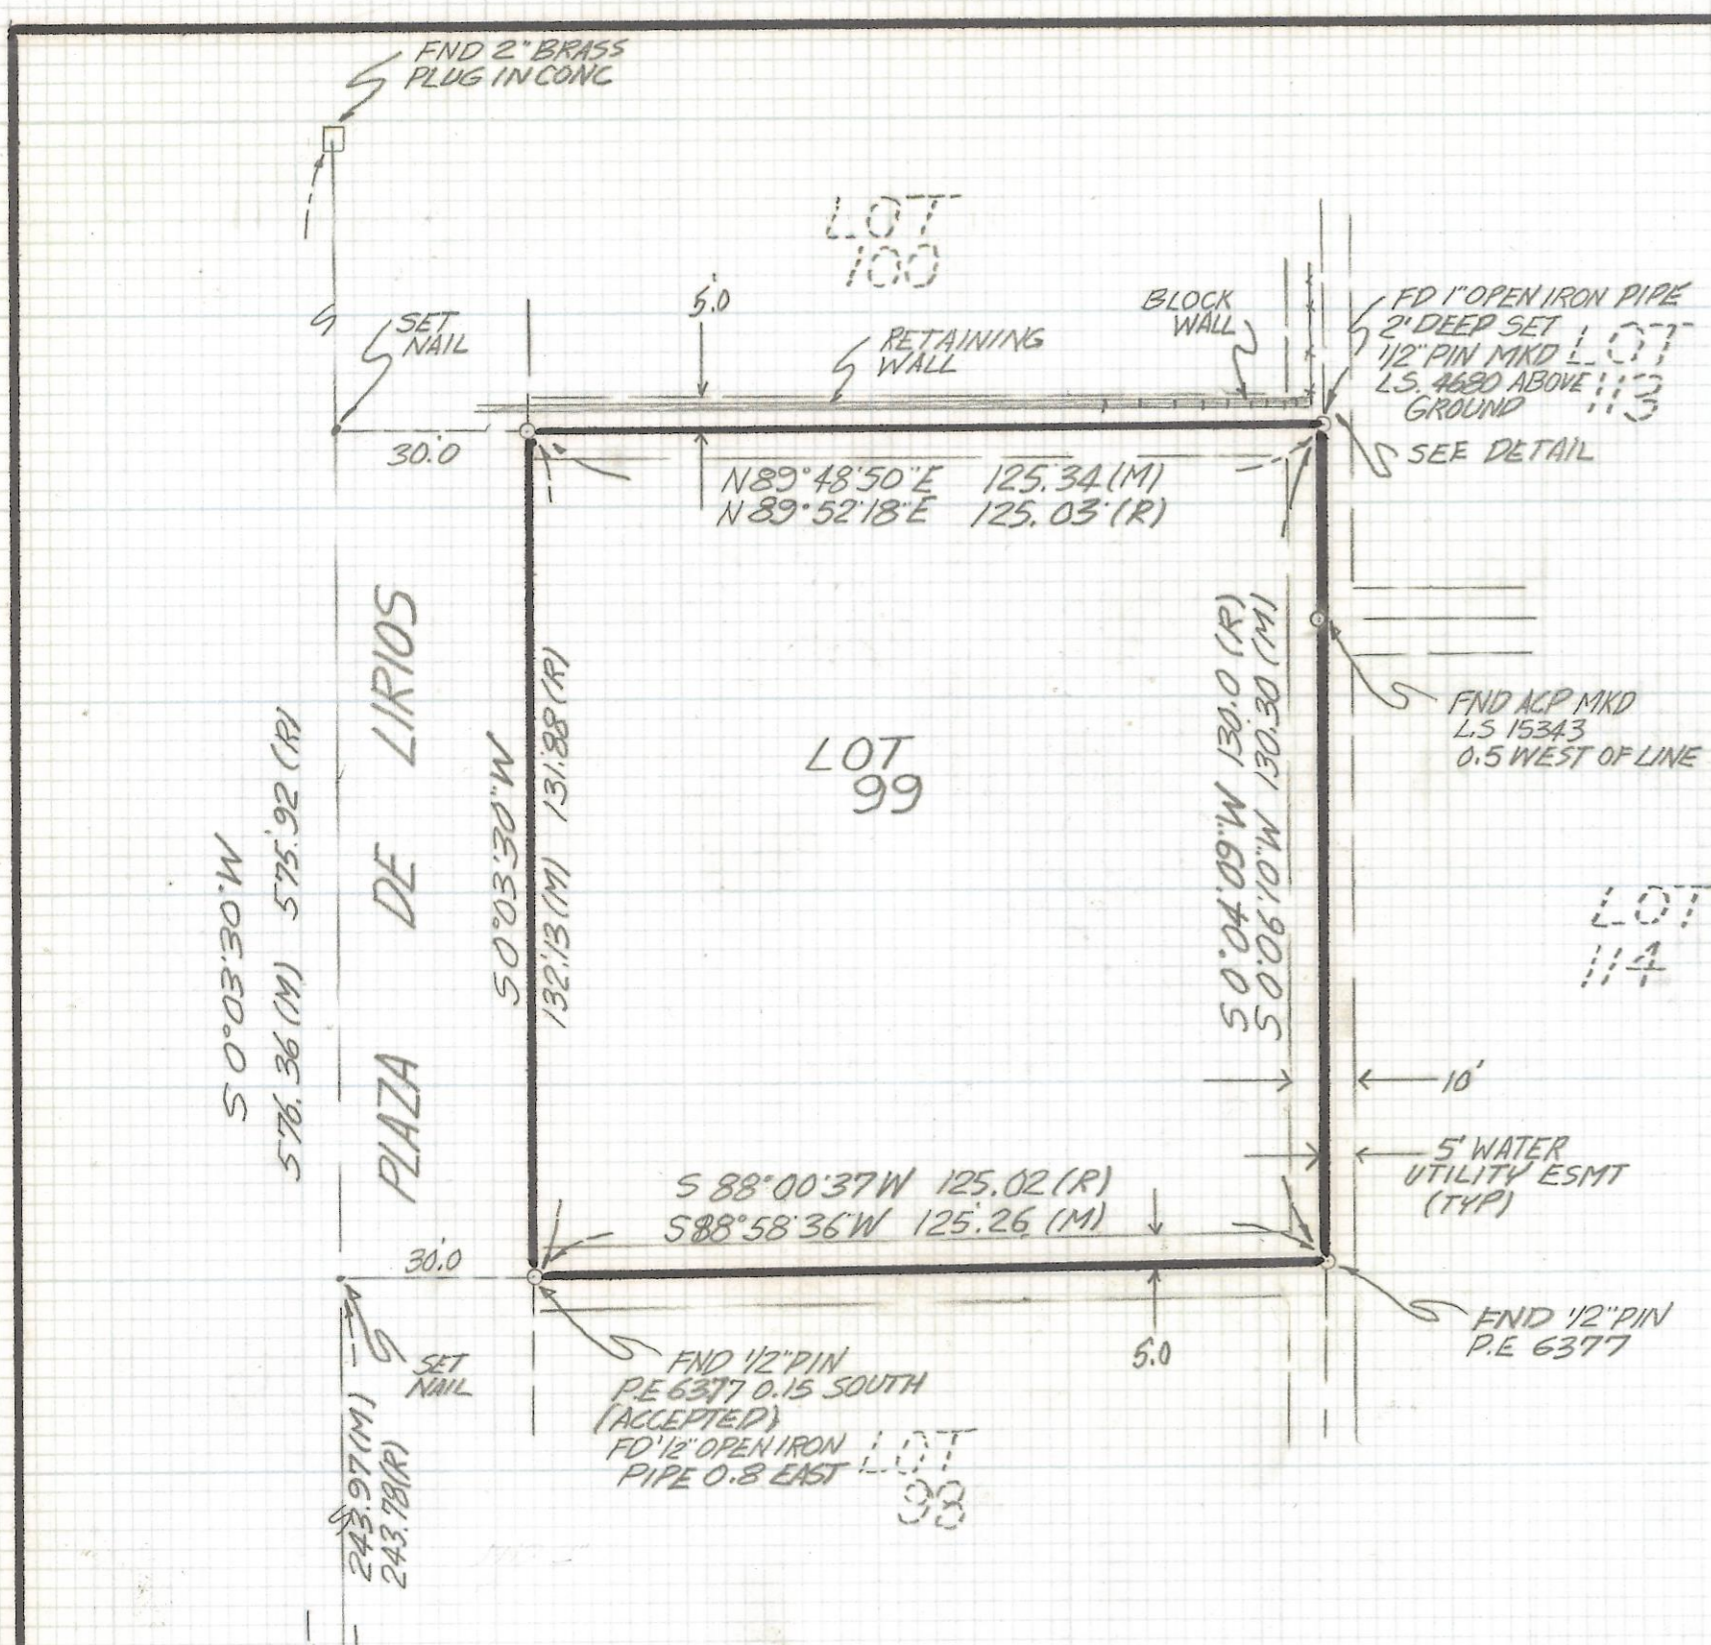 FND 2" BRASS
PLUG IN CONC
LOT
100
5.0
SET
NAIL
RETAINING
WALL
BLOCK
WALL
FD 1" OPEN IRON PIPE
2' DEEP SET
1/2" PIN MKD
L.S. 4680 ABOVE
GROUND
LOT
113
SEE DETAIL
30.0
N 89°48'50" E 125.34 (M)
N 89°52'18" E 125.03' (R)
PLAZA DE LIRIOS
S 0°03'30" W
576.36 (M) 575.92 (R)
S 0°03'30" W
132.13 (M) 131.88 (R)
LOT
99
S 0°04'09" W 130.0 (R)
S 0°06'10" W 130.30 (M)
FND ACP MKD
L.S 15343
0.5 WEST OF LINE
LOT
114
10'
5' WATER
UTILITY ESMT
(TYP)
S 88°00'37 W 125.02 (R)
S 88°58'36" W 125.26 (M)
30.0
SET
NAIL
FND 1/2" PIN
P.E 6377 0.15 SOUTH
(ACCEPTED)
FD 1/2" OPEN IRON
PIPE 0.8 EAST
LOT
98
5.0
FND 1/2" PIN
P.E 6377
243.97 (M)
243.78 (R)